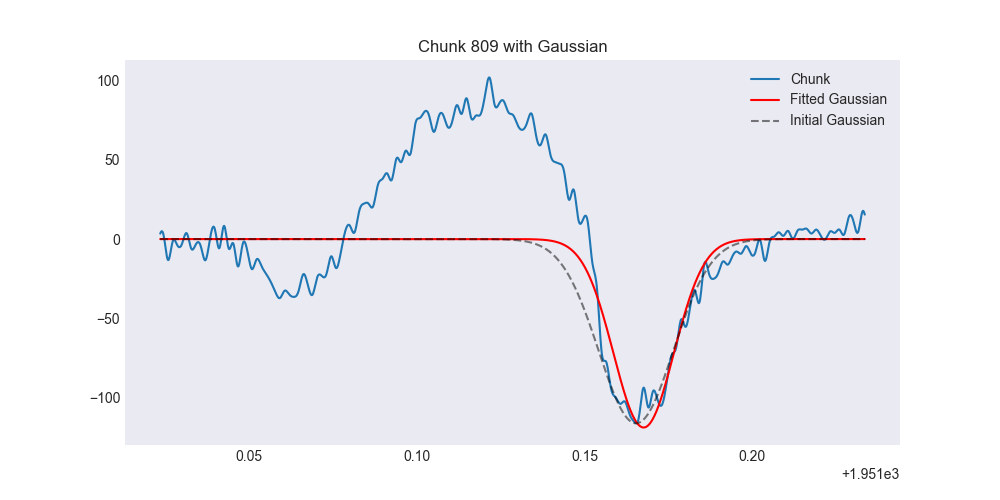 Chunk 809 with Gaussian
Chunk
Fitted Gaussian
Initial Gaussian
100
50
0
−50
−100
0.05 0.10 0.15 0.20
+1.951e3